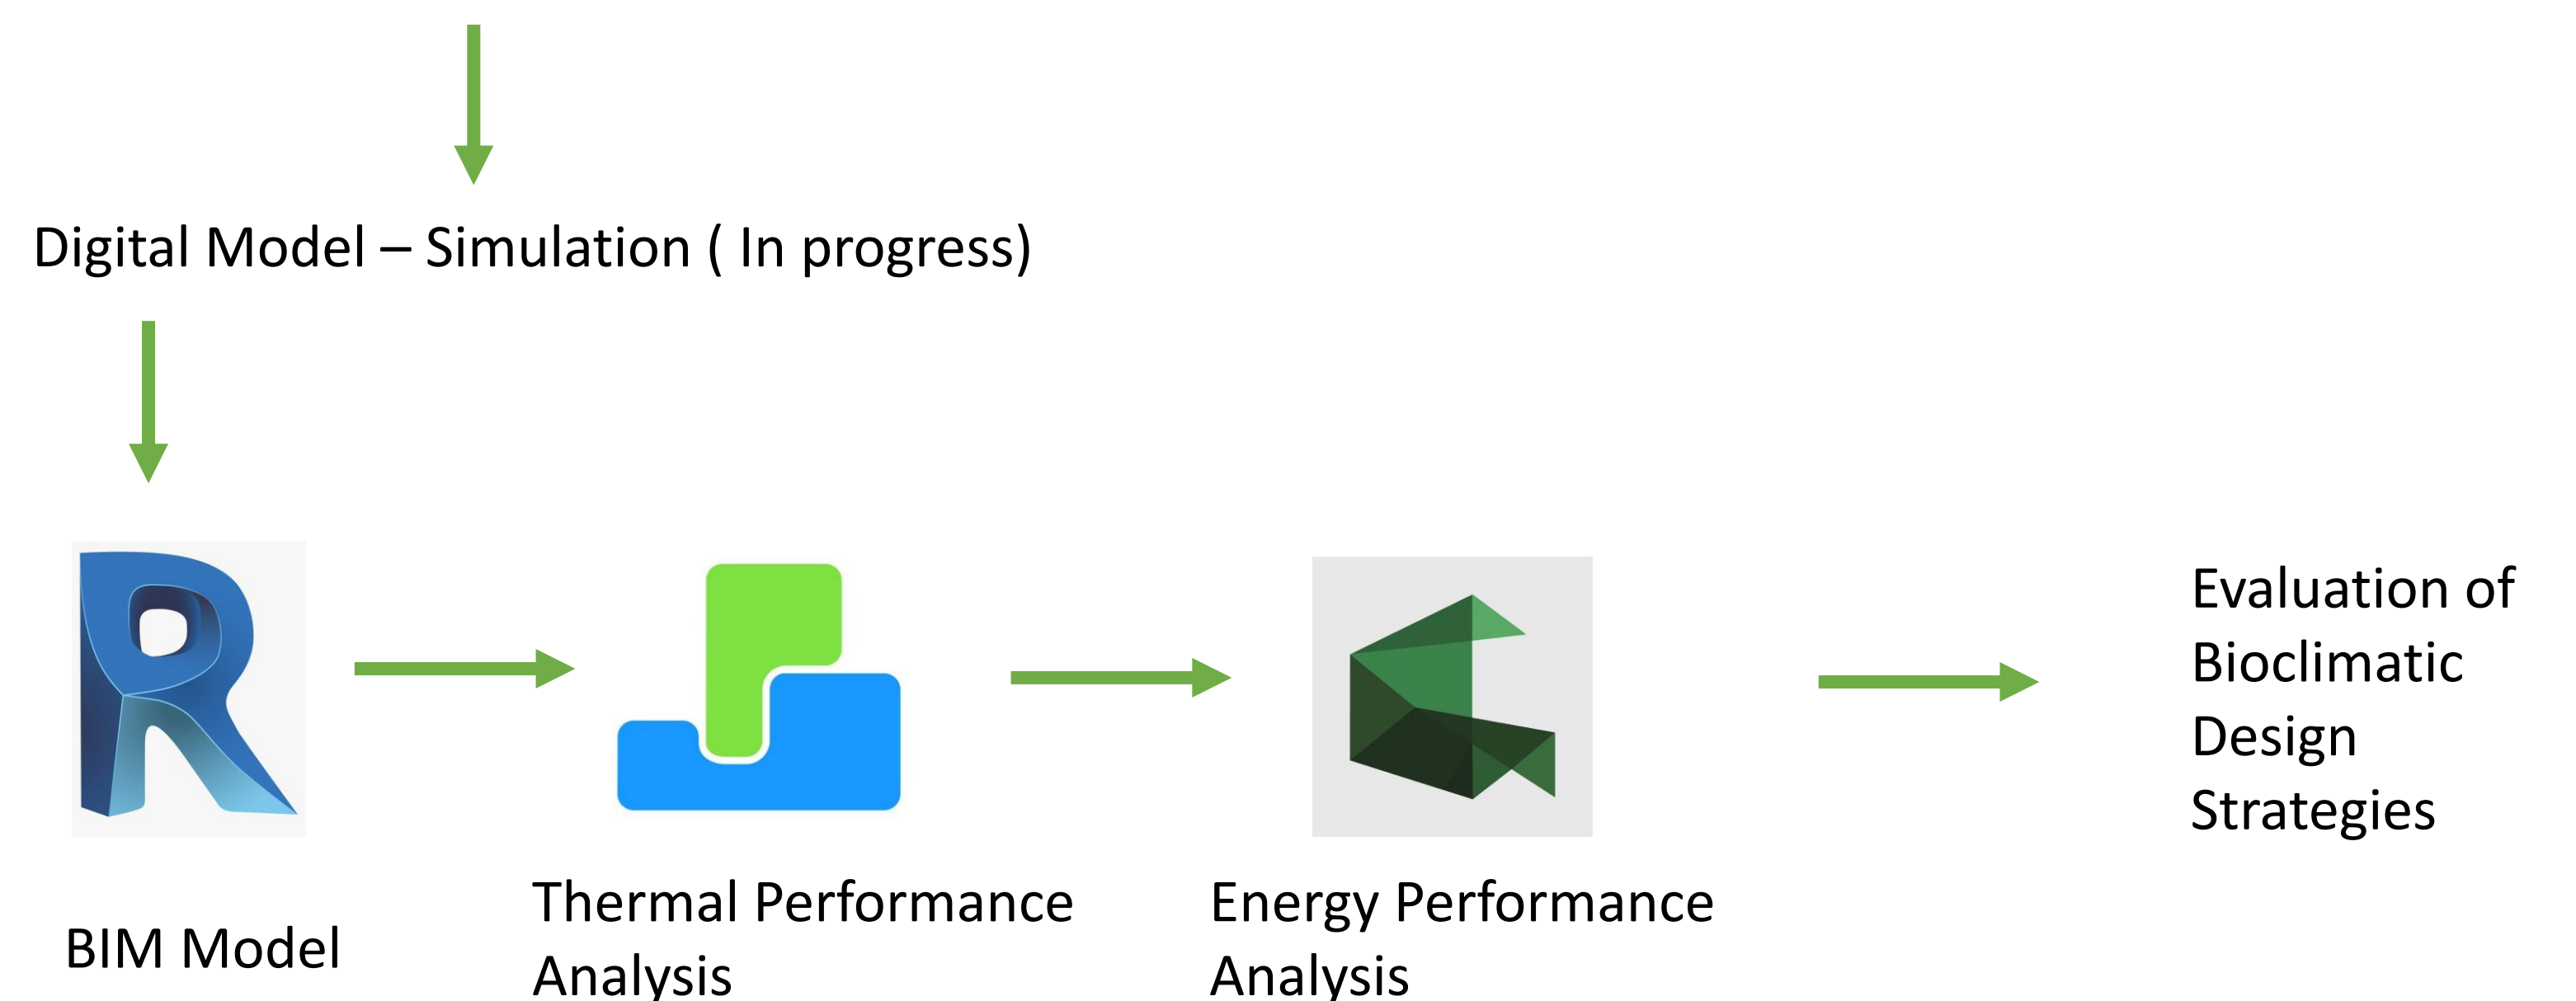 Digital Model – Simulation ( In progress)
Evaluation of
Bioclimatic
Design
Strategies
BIM Model
Thermal Performance
Analysis
Energy Performance
Analysis